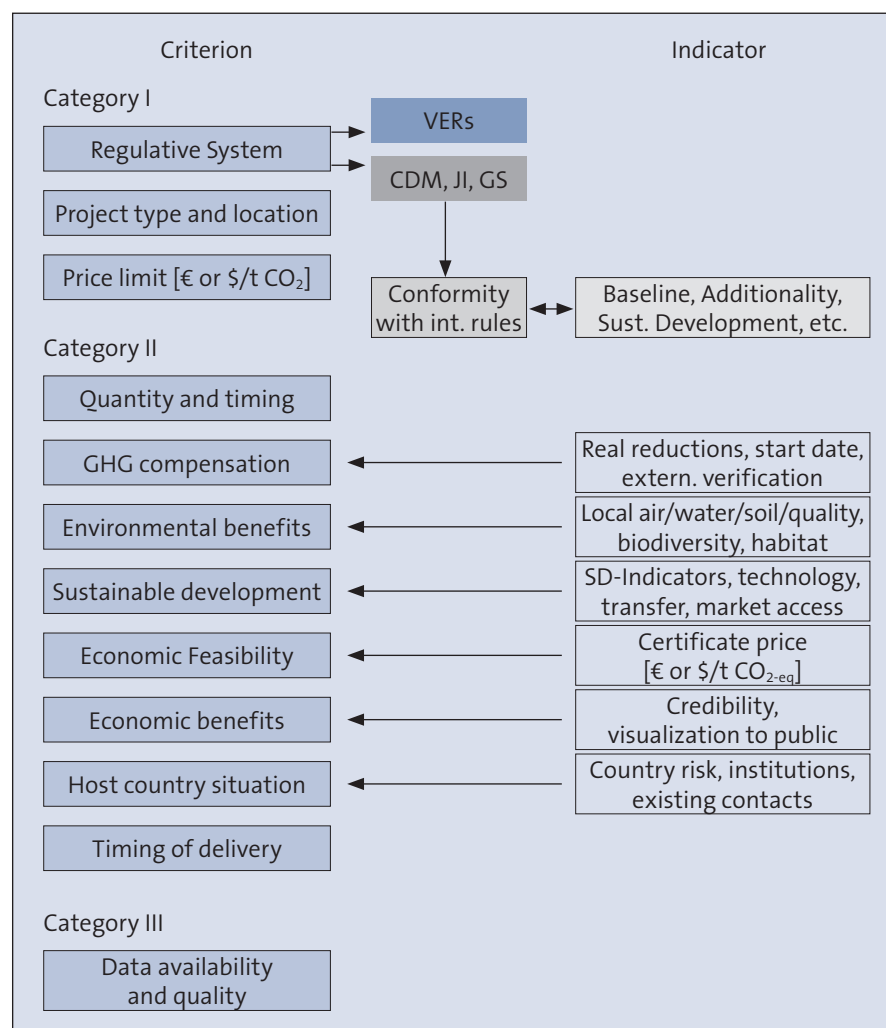 Criterion
Indicator
Category I
VERs
Regulative System
CDM, JI, GS
Project type and location
Price limit [€ or $/t CO₂]
Conformity
with int. rules
Baseline, Additionality,
Sust. Development, etc.
Category II
Quantity and timing
GHG compensation
Real reductions, start date,
extern. verification
Environmental benefits
Local air/water/soil/quality,
biodiversity, habitat
Sustainable development
SD-Indicators, technology,
transfer, market access
Economic Feasibility
Certificate price
[€ or $/t CO₂₋eq]
Economic benefits
Credibility,
visualization to public
Host country situation
Country risk, institutions,
existing contacts
Timing of delivery
Category III
Data availability
and quality